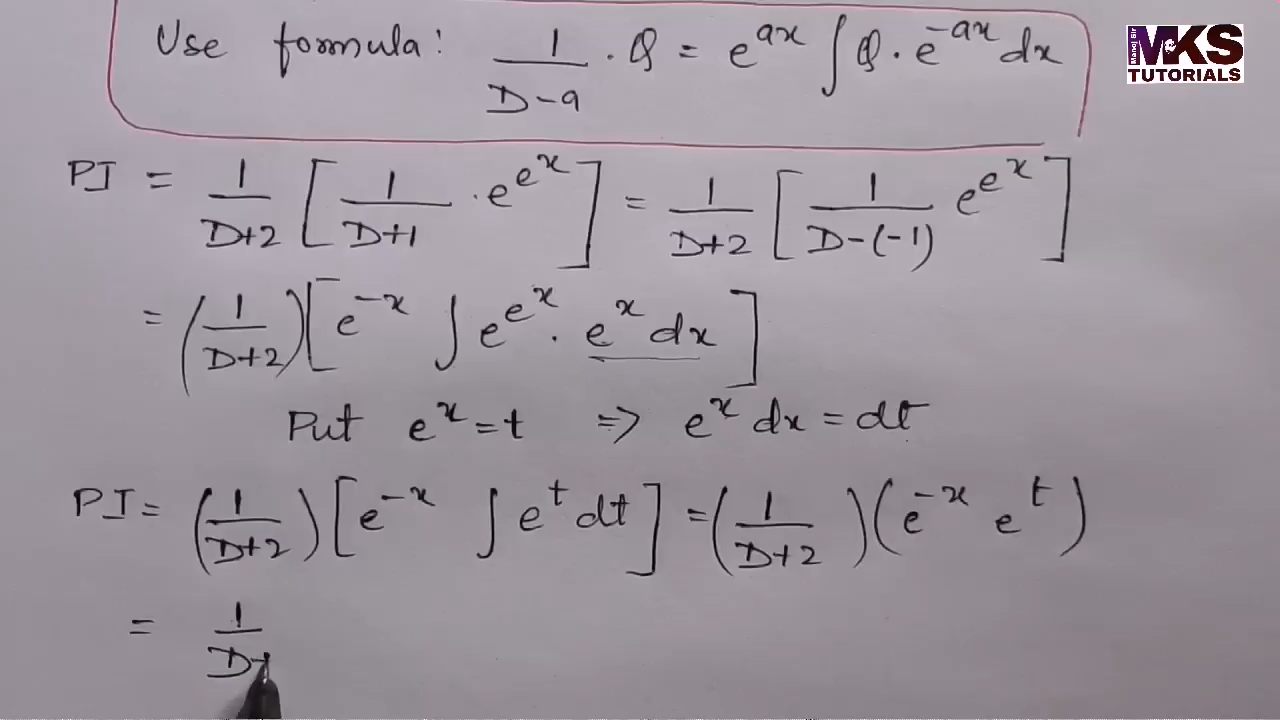 Use formula: 1/(D-a) . Q = e^{ax} ∫ Q . e^{-ax} dx
MKS
TUTORIALS
PI = 1/(D+2) [ 1/(D+1) . e^{e^x} ] = 1/(D+2) [ 1/(D-(-1)) e^{e^x} ]
= (1/(D+2)) [ e^{-x} ∫ e^{e^x} . e^x dx ]
Put e^x = t ⇒ e^x dx = dt
PI = (1/(D+2)) [ e^{-x} ∫ e^t dt ] = (1/(D+2)) (e^{-x} e^t)
= 1/D+